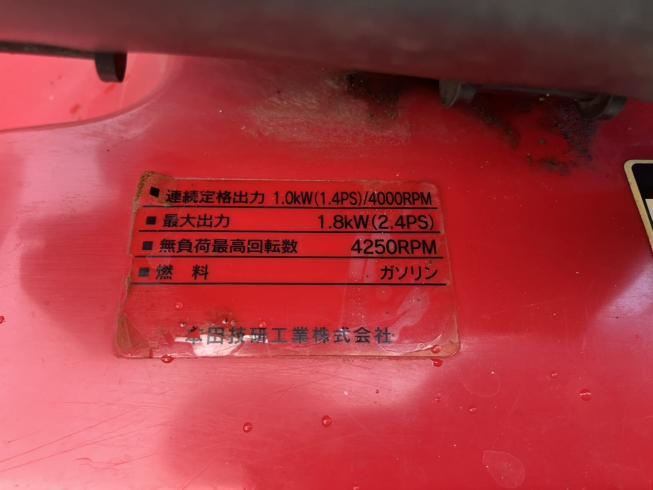 ■ 連続定格出力 1.0kW(1.4PS)/4000RPM
■ 最大出力 1.8kW(2.4PS)
■ 無負荷最高回転数 4250RPM
■ 燃 料 ガソリン
本田技研工業株式会社